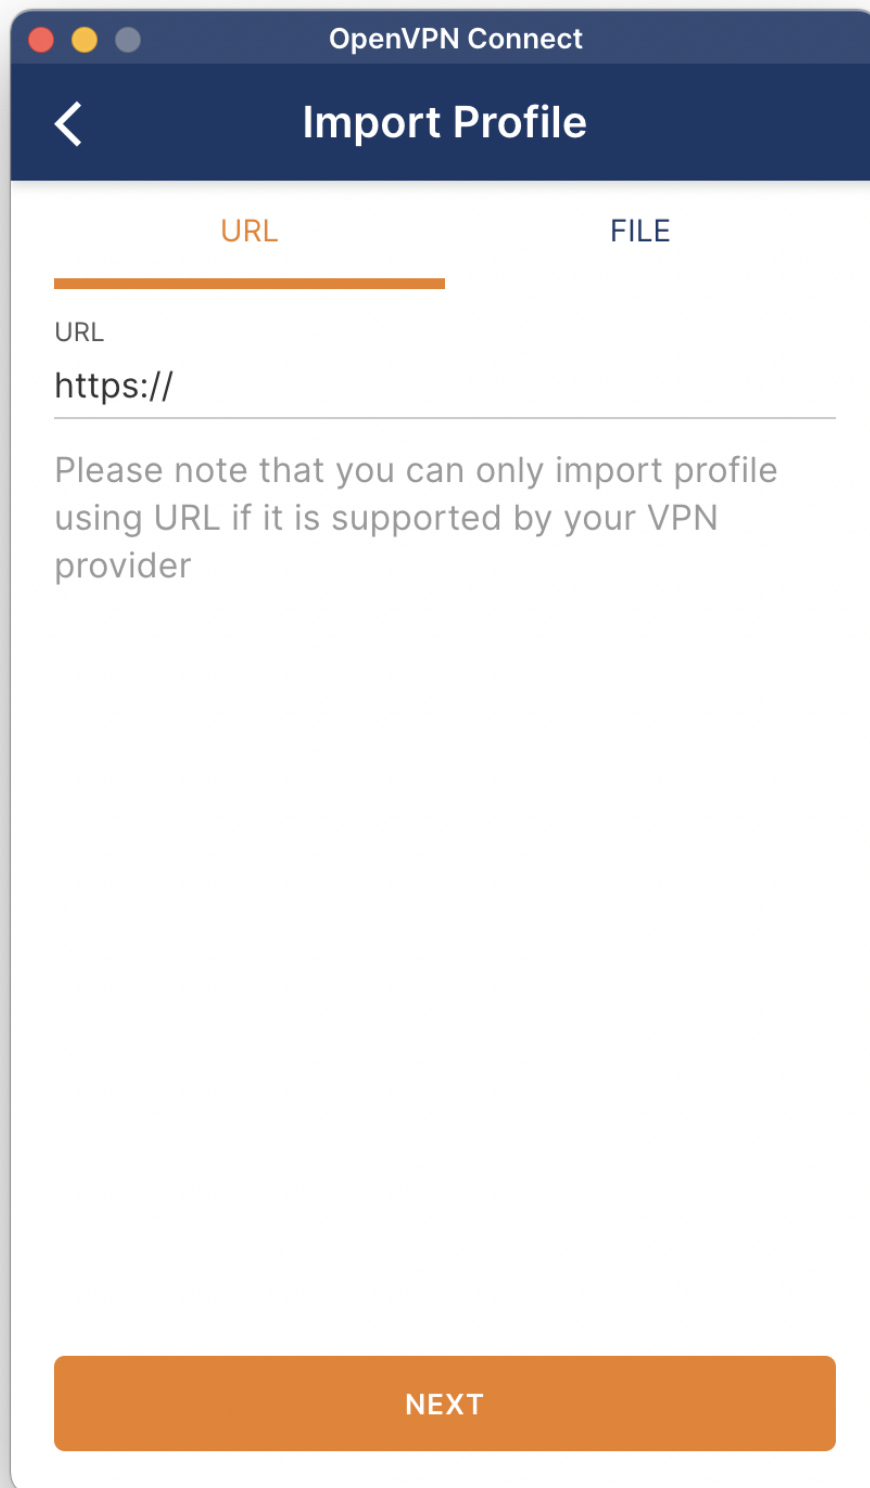 OpenVPN Connect
Import Profile
URL
FILE
URL
https://
Please note that you can only import profile
using URL if it is supported by your VPN
provider
NEXT